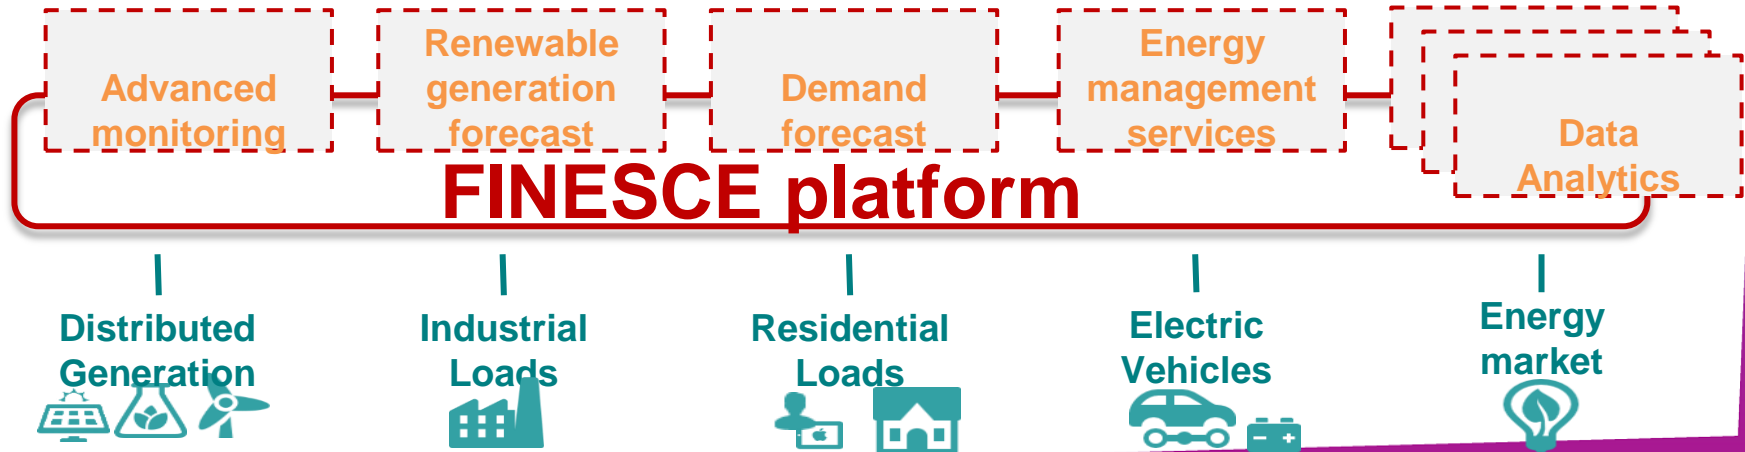 Advanced
monitoring
Renewable
generation
forecast
Demand
forecast
Energy
management
services
Data
Analytics
FINESCE platform
Distributed
Generation
Industrial
Loads
Residential
Loads
Electric
Vehicles
Energy
market